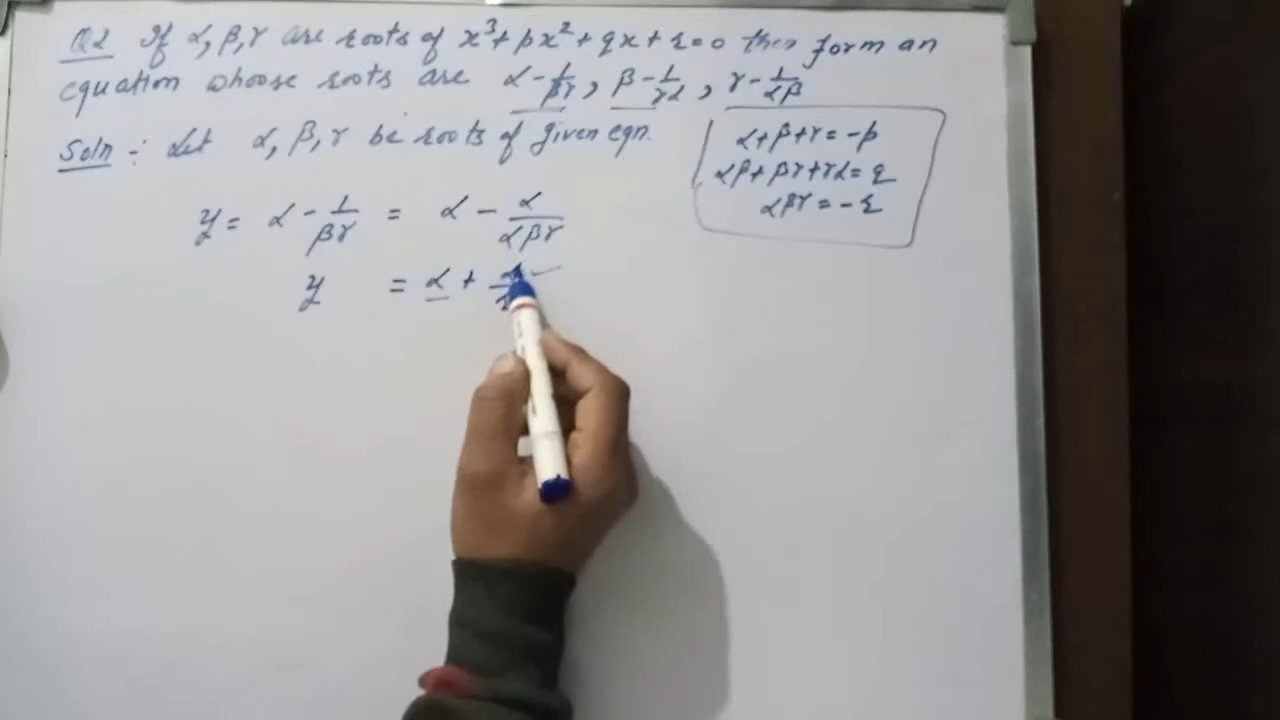 Q2 If α, β, γ are roots of x³ + px² + qx + r = 0 then form an
equation whoose roots are α - 1/βγ, β - 1/γα, γ - 1/αβ
Soln :- Let α, β, γ be roots of given eqn.
α+β+γ = -p
αβ+βγ+γα = q
αβγ = -r
y = α - 1/βγ = α - α/αβγ
y = α +